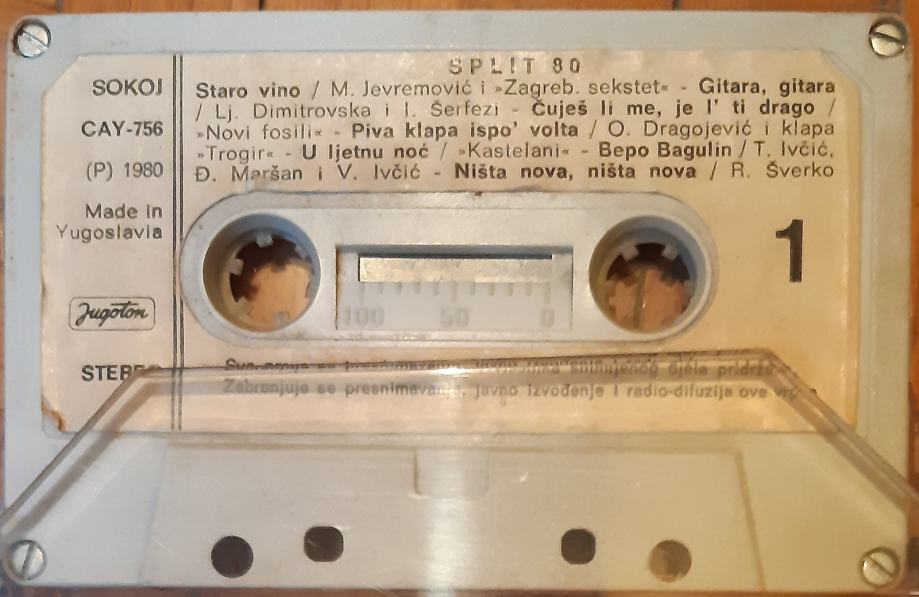 SPLIT 80
SOKOJ
CAY-756
(P) 1980
Made in
Yugoslavia
Jugoton
STEREO
Staro vino / M. Jevremović i »Zagreb. sekstet« - Gitara, gitara
/ Lj. Dimitrovska i I. Šerfezi - Čuješ li me, je l' ti drago /
»Novi fosili« - Piva klapa ispo' volta / O. Dragojević i klapa
»Trogir« - U ljetnu noć / »Kastelani« - Bepo Bagulin / T. Ivčić,
Đ. Maršan i V. Ivčić - Ništa nova, ništa nova / R. Šverko
1
100 50 0
snimljenog djela
Zabranjuje se presnimavanje, javno izvođenje i radio-difuzija ove